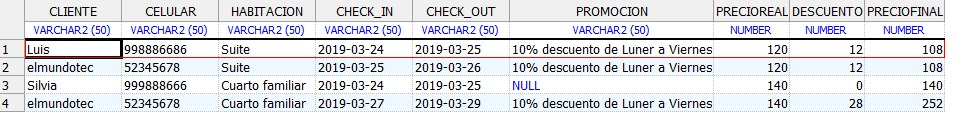 CLIENTE CELULAR HABITACION CHECK_IN CHECK_OUT PROMOCION PRECIOREAL DESCUENTO PRECIOFINAL
VARCHAR2 (50) VARCHAR2 (50) VARCHAR2 (50) VARCHAR2 (50) VARCHAR2 (50) VARCHAR2 (50) NUMBER NUMBER NUMBER
1 Luis 998886686 Suite 2019-03-24 2019-03-25 10% descuento de Luner a Viernes 120 12 108
2 elmundotec 52345678 Suite 2019-03-25 2019-03-26 10% descuento de Luner a Viernes 120 12 108
3 Silvia 999888666 Cuarto familiar 2019-03-24 2019-03-25 NULL 140 0 140
4 elmundotec 52345678 Cuarto familiar 2019-03-27 2019-03-29 10% descuento de Luner a Viernes 140 28 252